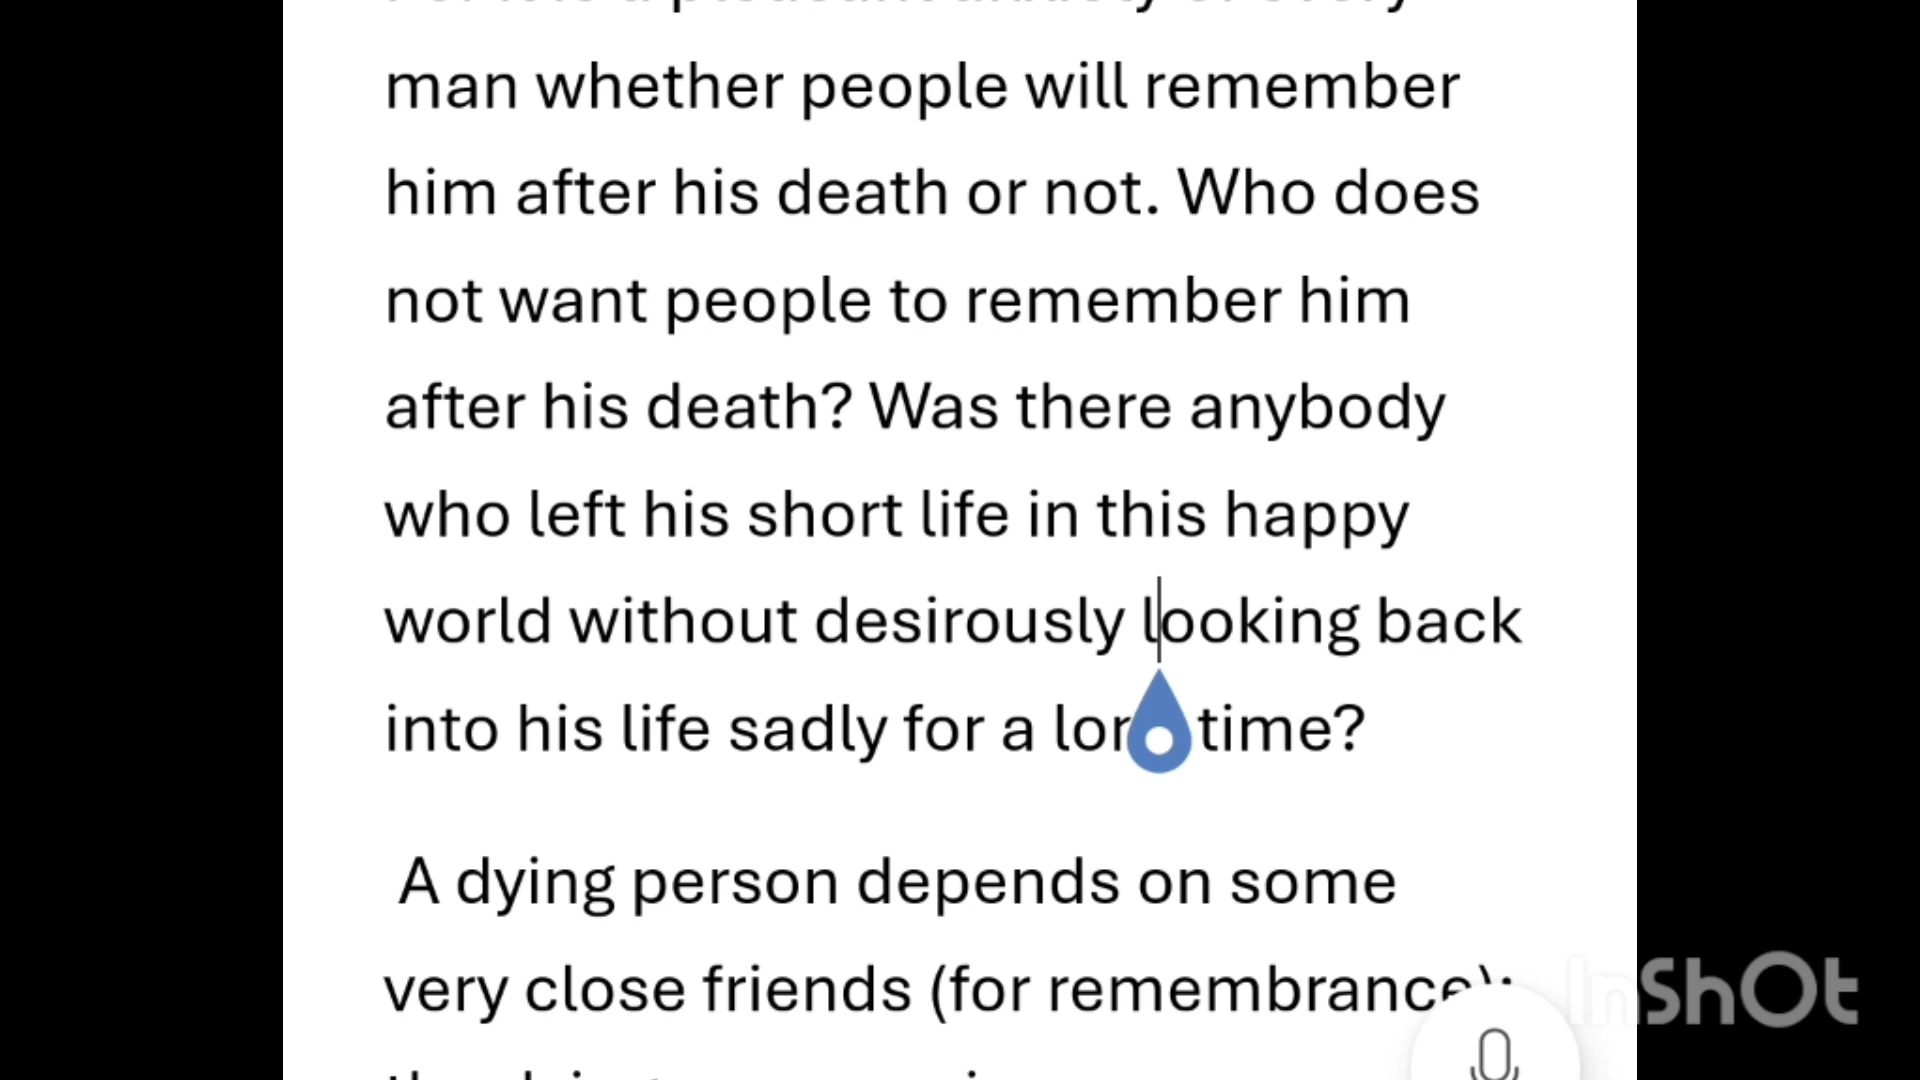 man whether people will remember
him after his death or not. Who does
not want people to remember him
after his death? Was there anybody
who left his short life in this happy
world without desirously looking back
into his life sadly for a time?
A dying person depends on some
very close friends (for remembrance);
InShOt